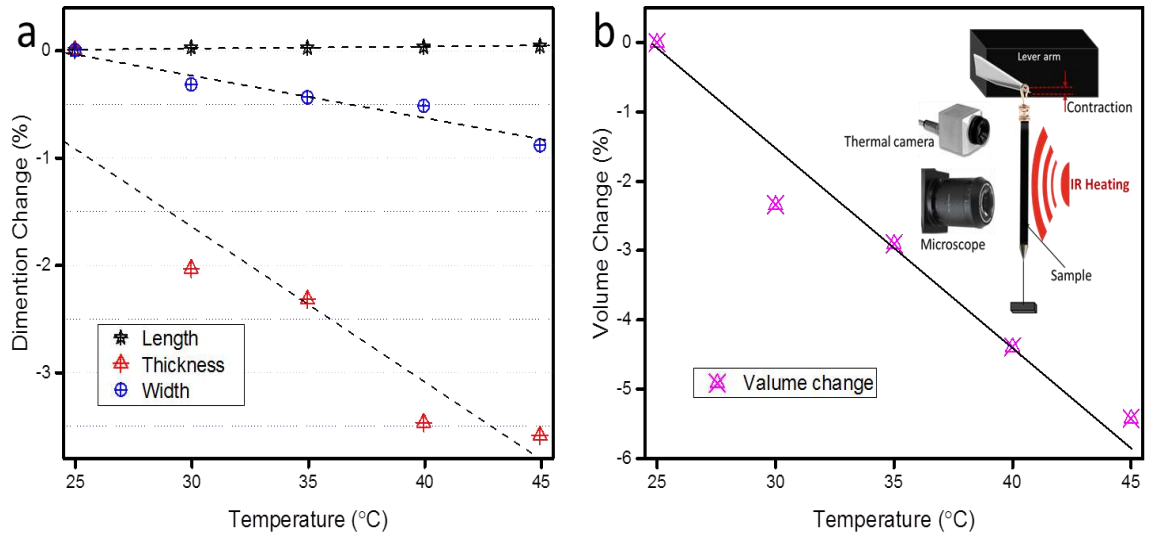 a
0
-1
-2
-3
Dimention Change (%)
Length
Thickness
Width
25
30
35
40
45
Temperature (°C)
b
0
-1
-2
-3
-4
-5
-6
Volume Change (%)
Lever arm
Contraction
Thermal camera
IR Heating
Microscope
Sample
Valume change
25
30
35
40
45
Temperature (°C)